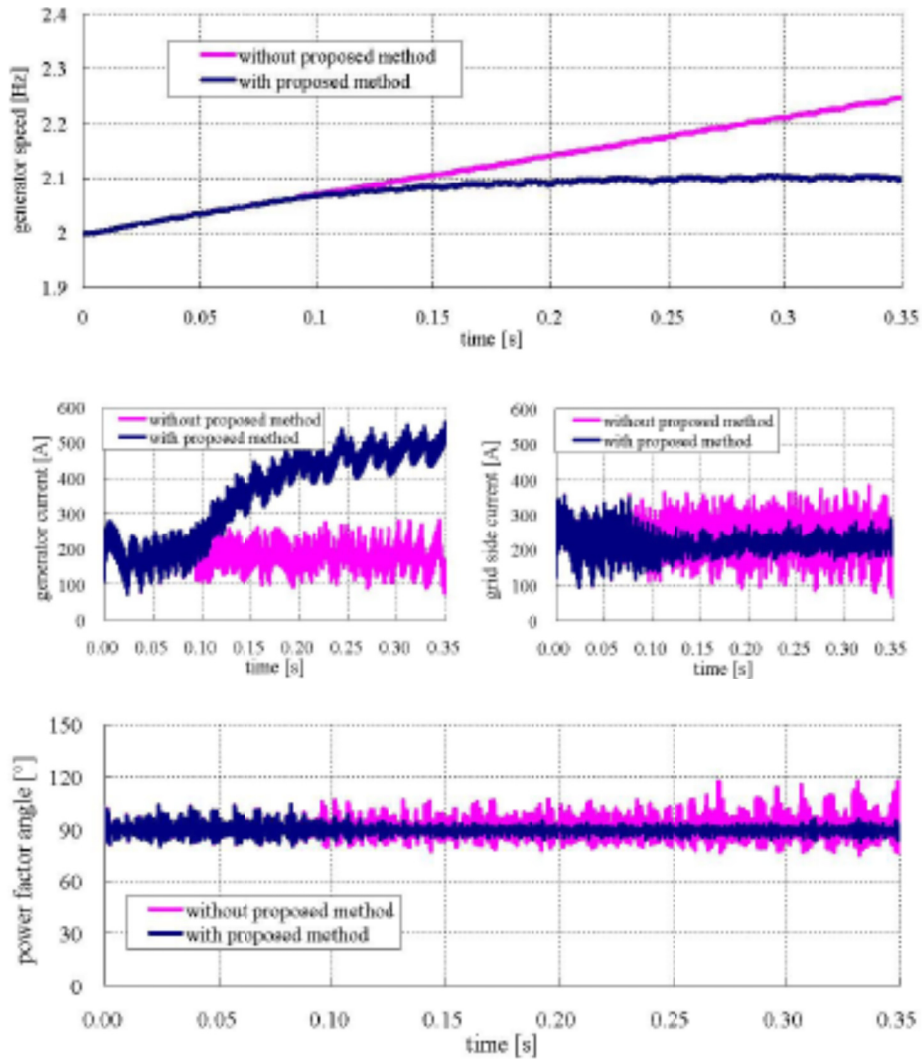 2.4
2.3
2.2
2.1
2
1.9
generator speed [Hz]
without proposed method
with proposed method
0 0.05 0.1 0.15 0.2 0.25 0.3 0.35
time [s]
600
500
400
300
200
100
0
generator current [A]
without proposed method
with proposed method
0.00 0.05 0.10 0.15 0.20 0.25 0.30 0.35
time [s]
600
500
400
300
200
100
0
grid side current [A]
without proposed method
with proposed method
0.00 0.05 0.10 0.15 0.20 0.25 0.30 0.35
time [s]
150
120
90
60
30
0
power factor angle [°]
without proposed method
with proposed method
0.00 0.05 0.10 0.15 0.20 0.25 0.30 0.35
time [s]